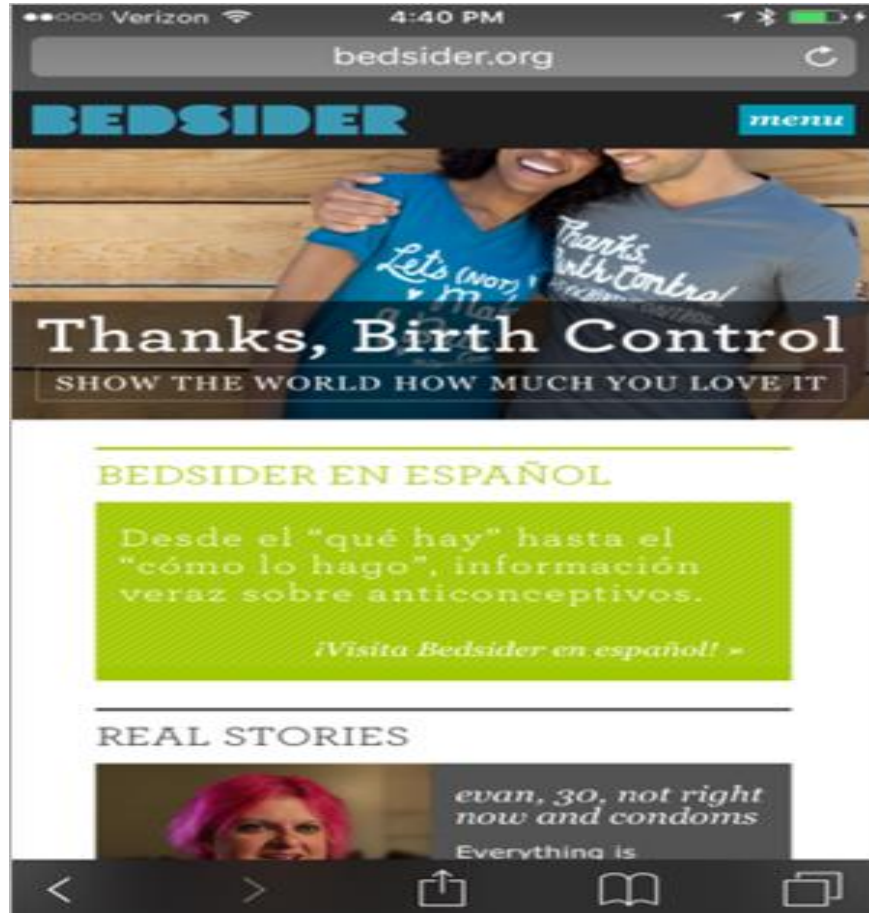 Verizon 4:40 PM
bedsider.org
BEDSIDER menu
Let's (NOT)
Thanks,
Birth Control
Thanks, Birth Control
SHOW THE WORLD HOW MUCH YOU LOVE IT
BEDSIDER EN ESPAÑOL
Desde el “qué hay” hasta el
“cómo lo hago”, información
veraz sobre anticonceptivos.
¡Visita Bedsider en español! »
REAL STORIES
evan, 30, not right
now and condoms
Everything is